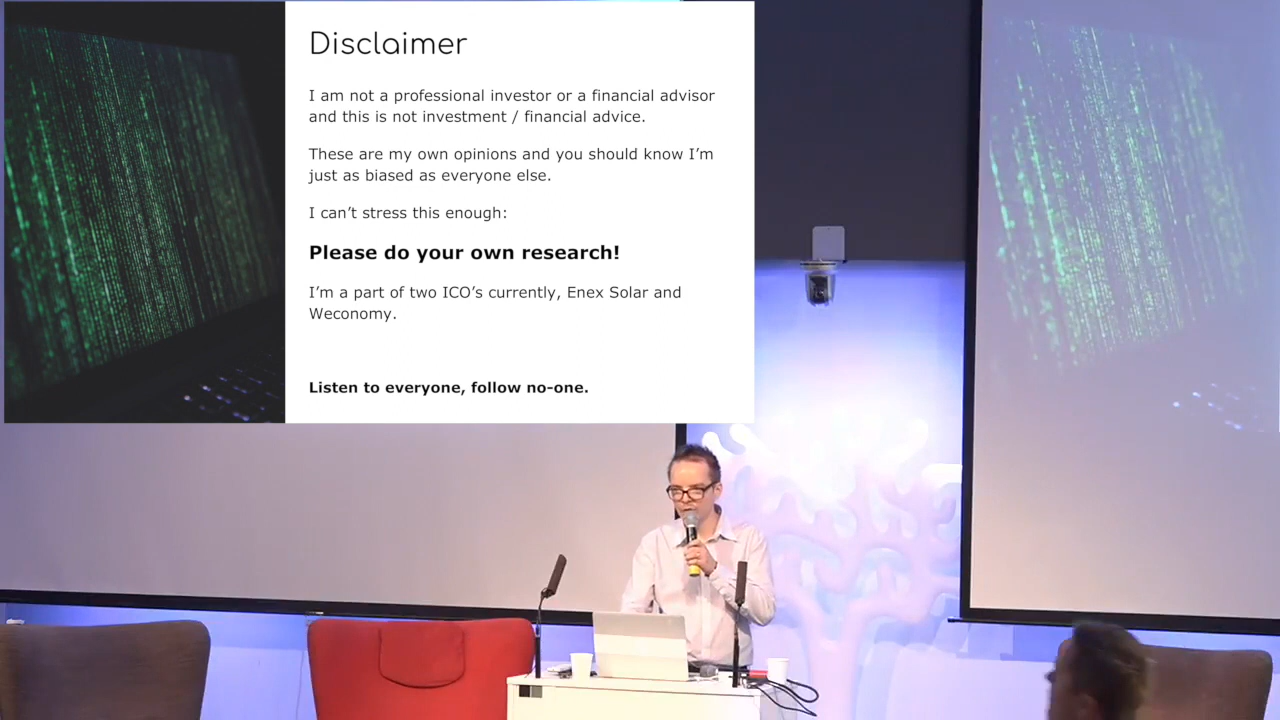 Disclaimer
I am not a professional investor or a financial advisor
and this is not investment / financial advice.
These are my own opinions and you should know I'm
just as biased as everyone else.
I can't stress this enough:
Please do your own research!
I'm a part of two ICO's currently, Enex Solar and
Weconomy.
Listen to everyone, follow no-one.